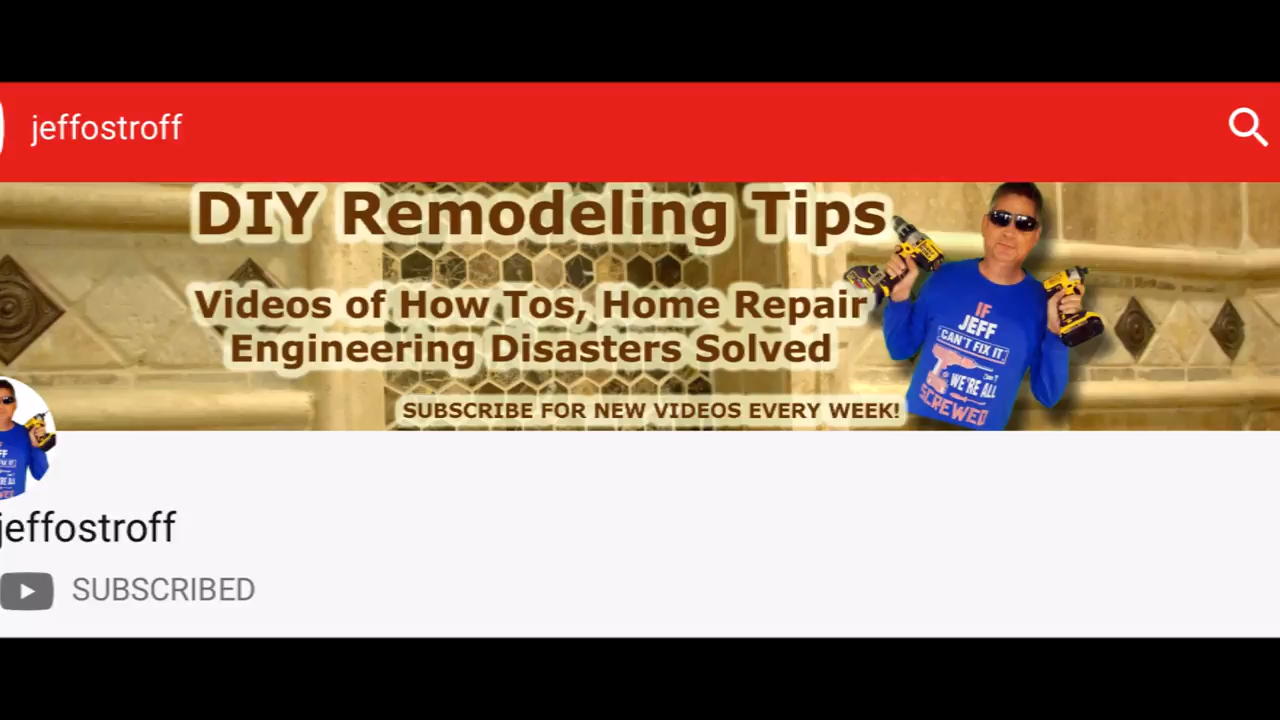 jeffostroff
DIY Remodeling Tips
Videos of How Tos, Home Repair
Engineering Disasters Solved
SUBSCRIBE FOR NEW VIDEOS EVERY WEEK!
IF
JEFF
CAN'T FIX IT
WE'RE ALL
SCREWED
jeffostroff
SUBSCRIBED